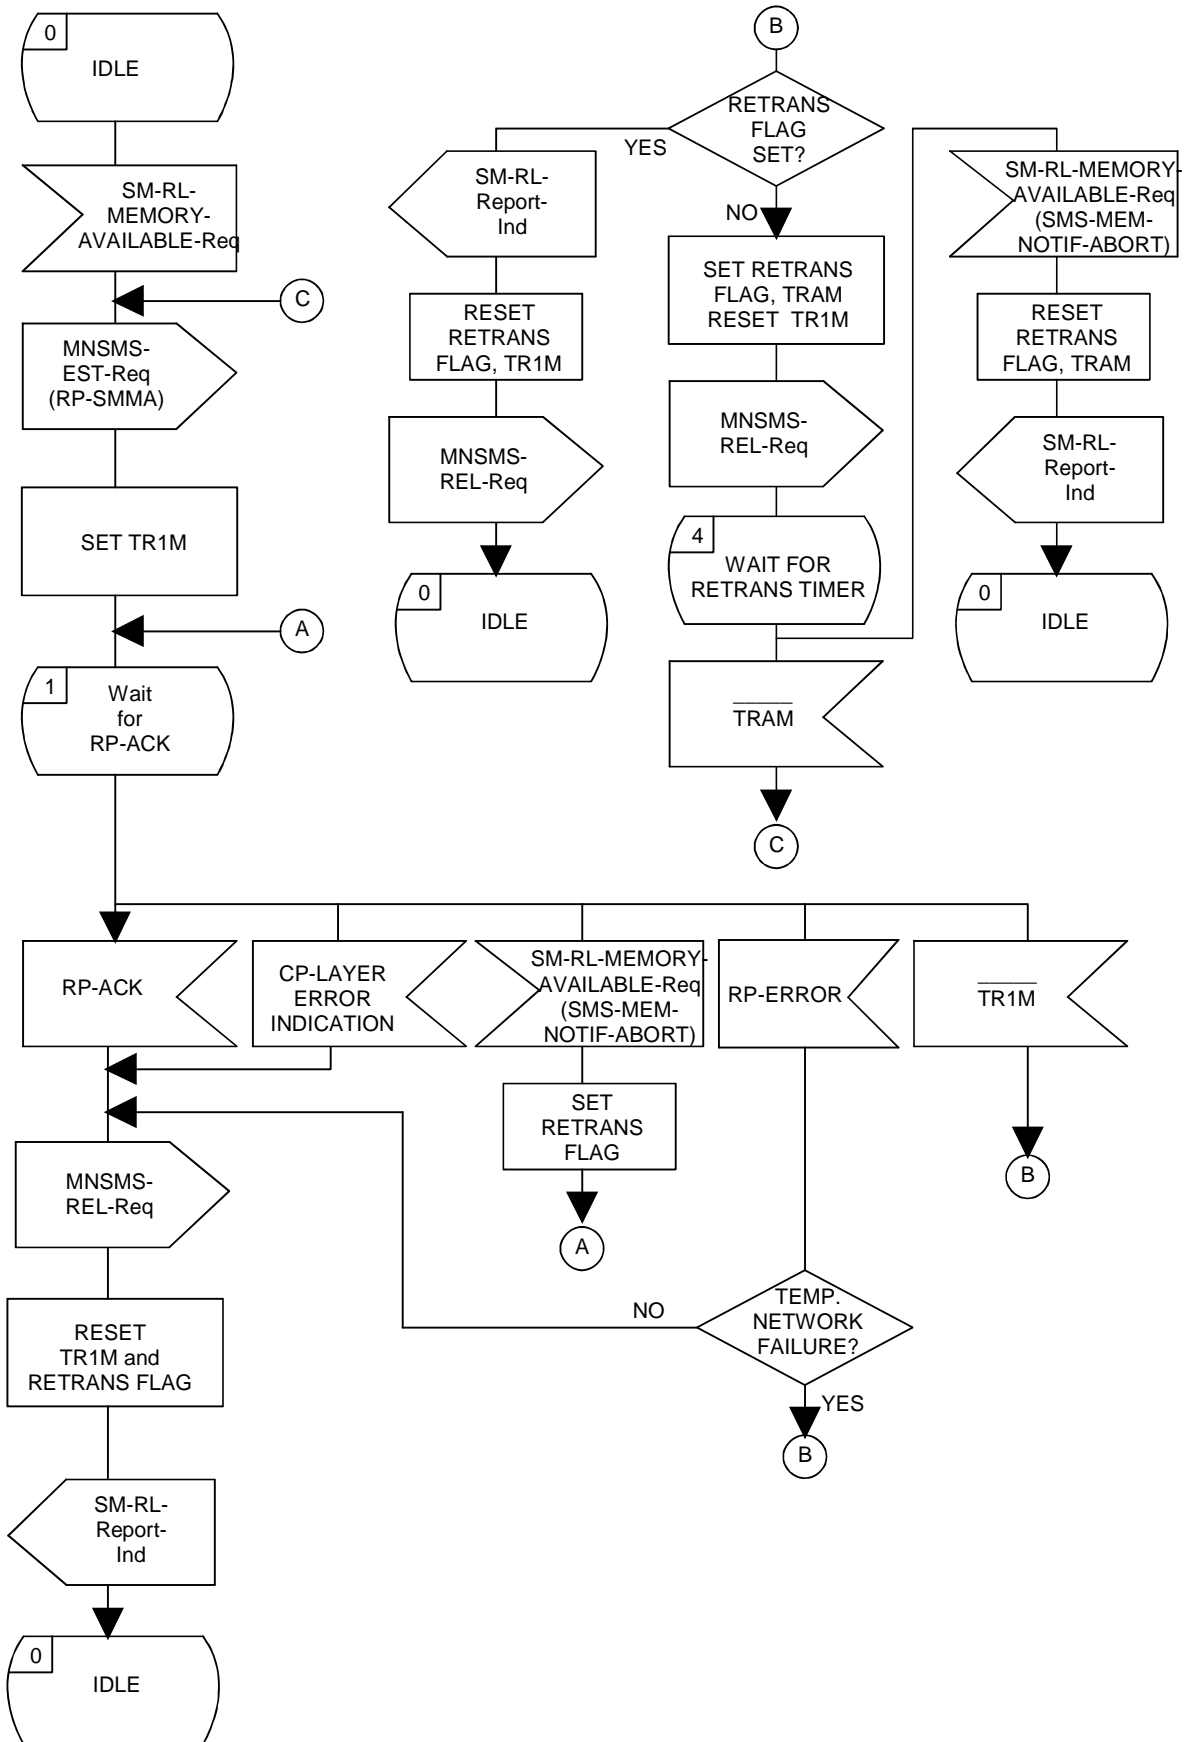 0
IDLE
SM-RL-
MEMORY-
AVAILABLE-Req
C
MNSMS-
EST-Req
(RP-SMMA)
SET TR1M
A
1
Wait
for
RP-ACK
B
RETRANS
FLAG
SET?
YES
NO
SM-RL-
Report-
Ind
RESET
RETRANS
FLAG, TR1M
MNSMS-
REL-Req
0
IDLE
SET RETRANS
FLAG, TRAM
RESET TR1M
MNSMS-
REL-Req
4
WAIT FOR
RETRANS TIMER
TRAM
C
SM-RL-MEMORY-
AVAILABLE-Req
(SMS-MEM-
NOTIF-ABORT)
RESET
RETRANS
FLAG, TRAM
SM-RL-
Report-
Ind
0
IDLE
RP-ACK
CP-LAYER
ERROR
INDICATION
SM-RL-MEMORY-
AVAILABLE-Req
(SMS-MEM-
NOTIF-ABORT)
RP-ERROR
TR1M
SET
RETRANS
FLAG
A
B
MNSMS-
REL-Req
TEMP.
NETWORK
FAILURE?
NO
YES
B
RESET
TR1M and
RETRANS FLAG
SM-RL-
Report-
Ind
0
IDLE